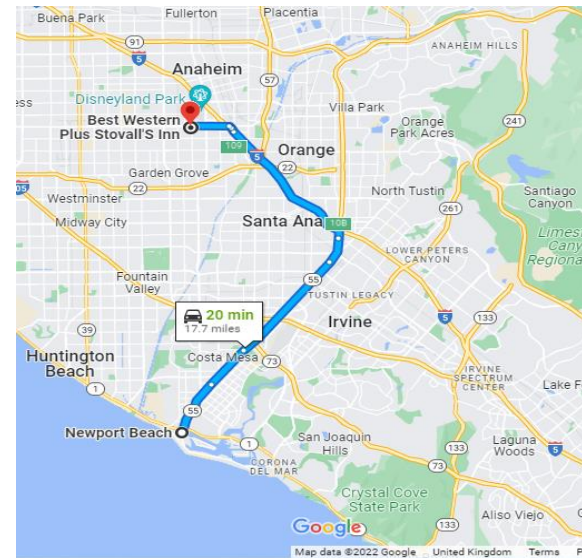 Buena Park
Fullerton
Placentia
91
5
ANAHEIM HILLS
91
Anaheim
57
Disneyland Park
Villa Park
Best Western
Plus Stovall's Inn
Orange
Park Acres
241
109
Orange
5
22
Garden Grove
22
North Tustin
Westminster
Santiago
Canyon
261
Midway City
Santa Ana
108
LOWER PETERS
CANYON
Fountain
Valley
55
TUSTIN LEGACY
20 min
17.7 miles
5
133
Irvine
39
Costa Mesa
73
Huntington
Beach
IRVINE
SPECTRUM
CENTER
1
55
Newport Beach
1
San Joaquin
Hills
Laguna
Woods
5
CORONA
DEL MAR
73
Crystal Cove
State Park
Aliso Viejo
133
Google
Map data ©2022 Google
United Kingdom
Terms